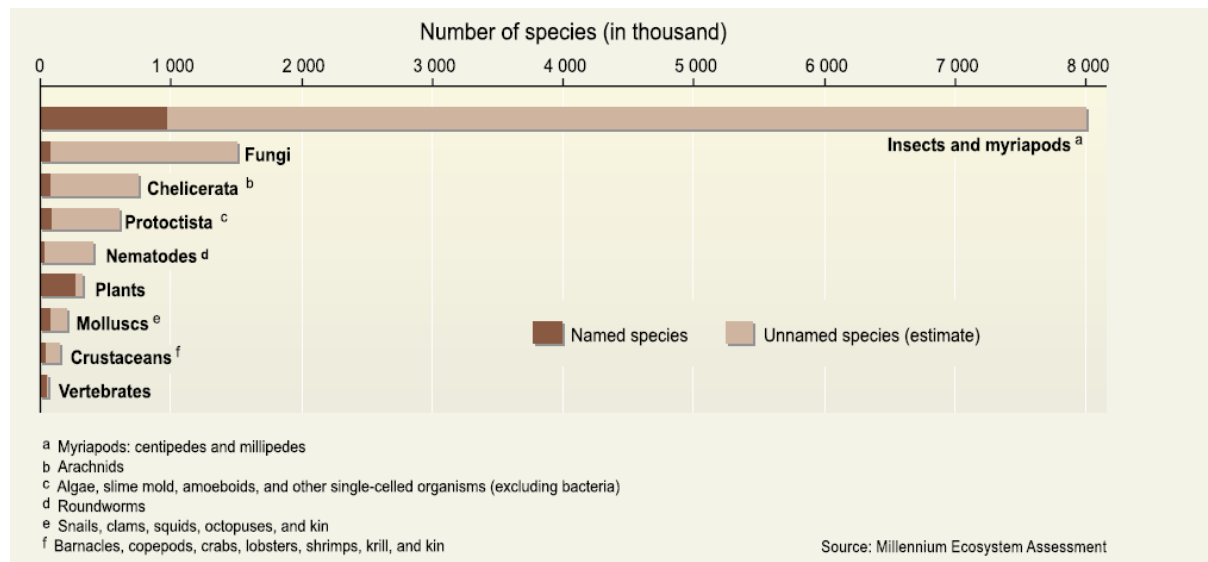 Number of species (in thousand)
0 1 000 2 000 3 000 4 000 5 000 6 000 7 000 8 000
Insects and myriapods a
Fungi
Chelicerata b
Protoctista c
Nematodes d
Plants
Molluscs e
Named species Unnamed species (estimate)
Crustaceans f
Vertebrates
a Myriapods: centipedes and millipedes
b Arachnids
c Algae, slime mold, amoeboids, and other single-celled organisms (excluding bacteria)
d Roundworms
e Snails, clams, squids, octopuses, and kin
f Barnacles, copepods, crabs, lobsters, shrimps, krill, and kin
Source: Millennium Ecosystem Assessment